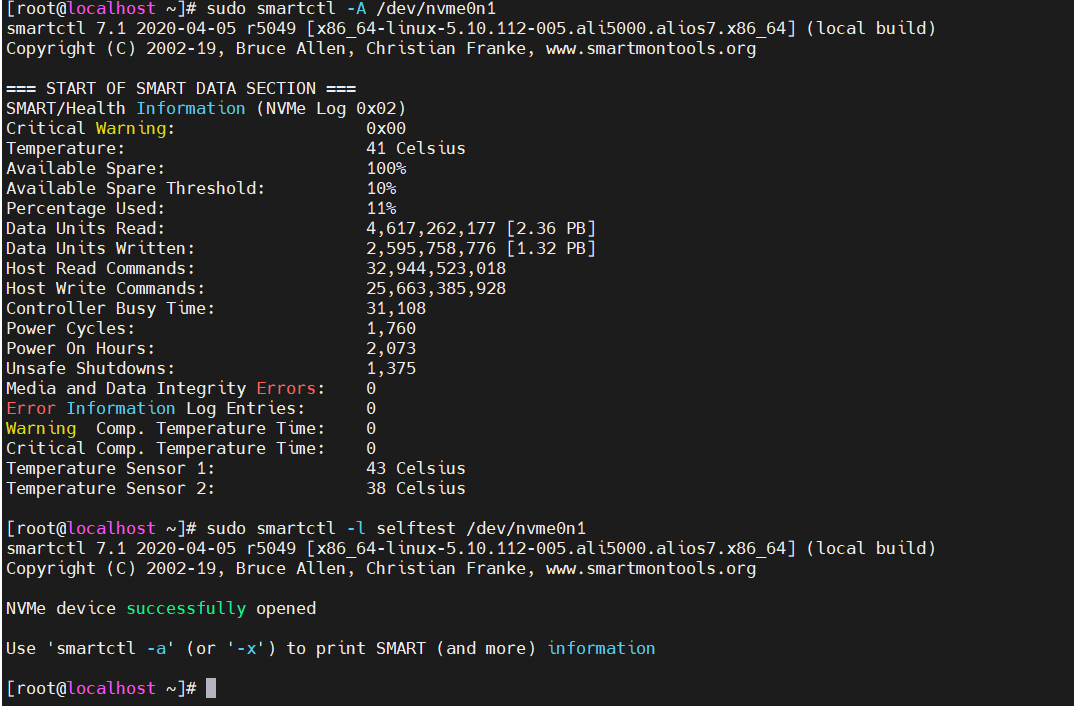 [root@localhost ~]# sudo smartctl -A /dev/nvme0n1
smartctl 7.1 2020-04-05 r5049 [x86_64-linux-5.10.112-005.ali5000.alios7.x86_64] (local build)
Copyright (C) 2002-19, Bruce Allen, Christian Franke, www.smartmontools.org

=== START OF SMART DATA SECTION ===
SMART/Health Information (NVMe Log 0x02)
Critical Warning:                   0x00
Temperature:                        41 Celsius
Available Spare:                    100%
Available Spare Threshold:          10%
Percentage Used:                    11%
Data Units Read:                    4,617,262,177 [2.36 PB]
Data Units Written:                 2,595,758,776 [1.32 PB]
Host Read Commands:                 32,944,523,018
Host Write Commands:                25,663,385,928
Controller Busy Time:               31,108
Power Cycles:                       1,760
Power On Hours:                     2,073
Unsafe Shutdowns:                   1,375
Media and Data Integrity Errors:    0
Error Information Log Entries:      0
Warning  Comp. Temperature Time:    0
Critical Comp. Temperature Time:    0
Temperature Sensor 1:               43 Celsius
Temperature Sensor 2:               38 Celsius

[root@localhost ~]# sudo smartctl -l selftest /dev/nvme0n1
smartctl 7.1 2020-04-05 r5049 [x86_64-linux-5.10.112-005.ali5000.alios7.x86_64] (local build)
Copyright (C) 2002-19, Bruce Allen, Christian Franke, www.smartmontools.org

NVMe device successfully opened

Use 'smartctl -a' (or '-x') to print SMART (and more) information

[root@localhost ~]#